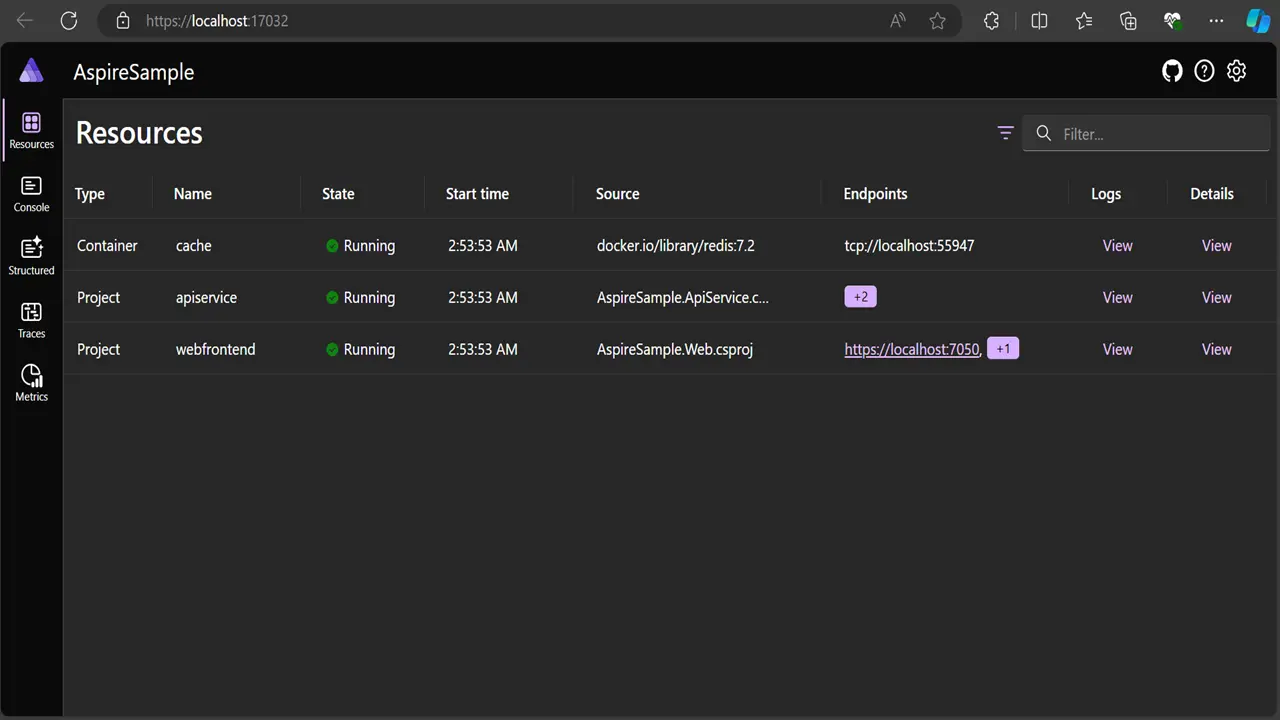 https://localhost:17032
AspireSample
Resources
Filter...
Type Name State Start time Source Endpoints Logs Details
Container cache Running 2:53:53 AM docker.io/library/redis:7.2 tcp://localhost:55947 View View
Project apiservice Running 2:53:53 AM AspireSample.ApiService.c... +2 View View
Project webfrontend Running 2:53:53 AM AspireSample.Web.csproj https://localhost:7050, +1 View View
Resources
Console
Structured
Traces
Metrics